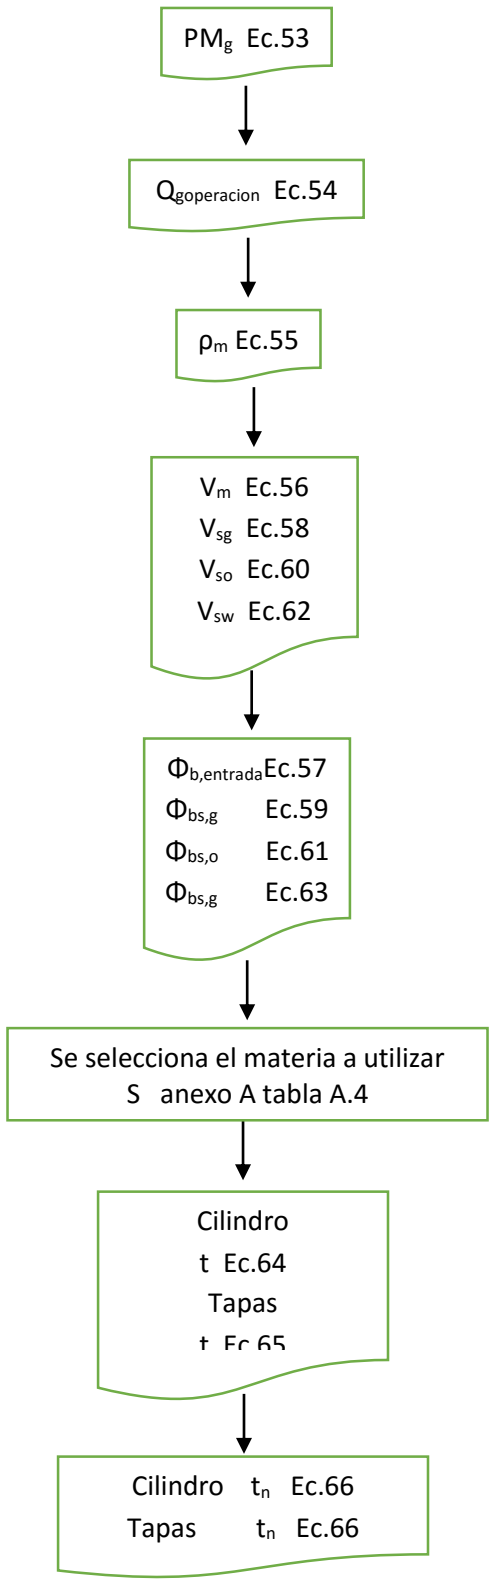 PMg Ec.53
Qgoperacion Ec.54
ρm Ec.55
Vm Ec.56
Vsg Ec.58
Vso Ec.60
Vsw Ec.62
Φb,entradaEc.57
Φbs,g Ec.59
Φbs,o Ec.61
Φbs,g Ec.63
Se selecciona el materia a utilizar
S anexo A tabla A.4
Cilindro
t Ec.64
Tapas
t Ec.65
Cilindro tn Ec.66
Tapas tn Ec.66